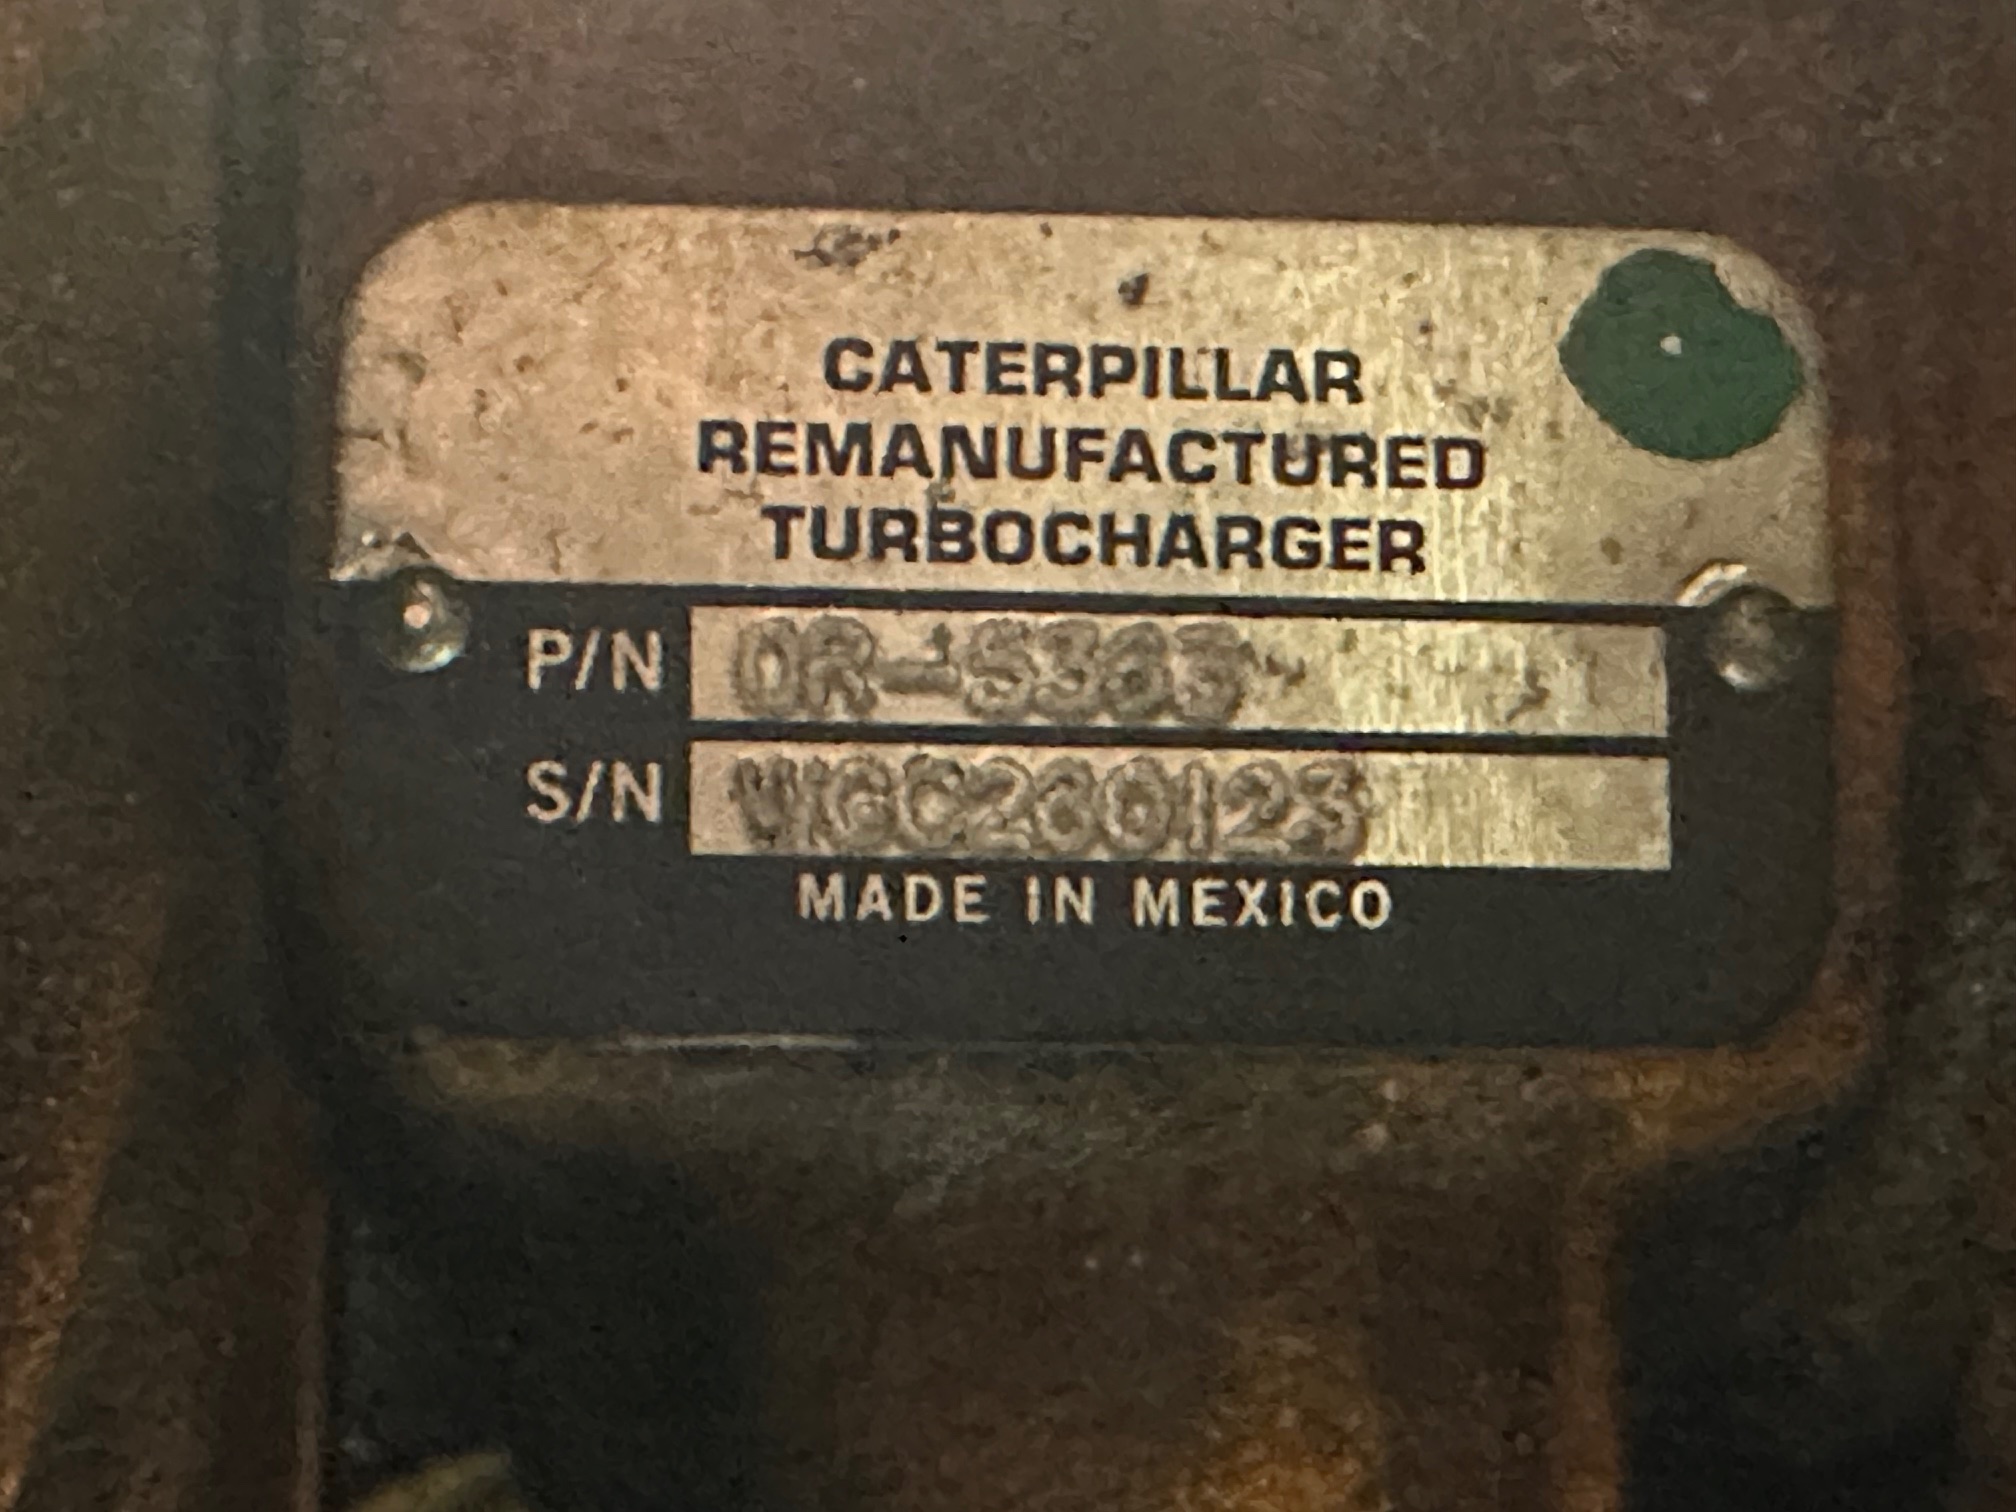 CATERPILLAR
REMANUFACTURED
TURBOCHARGER
P/N
S/N
MADE IN MEXICO